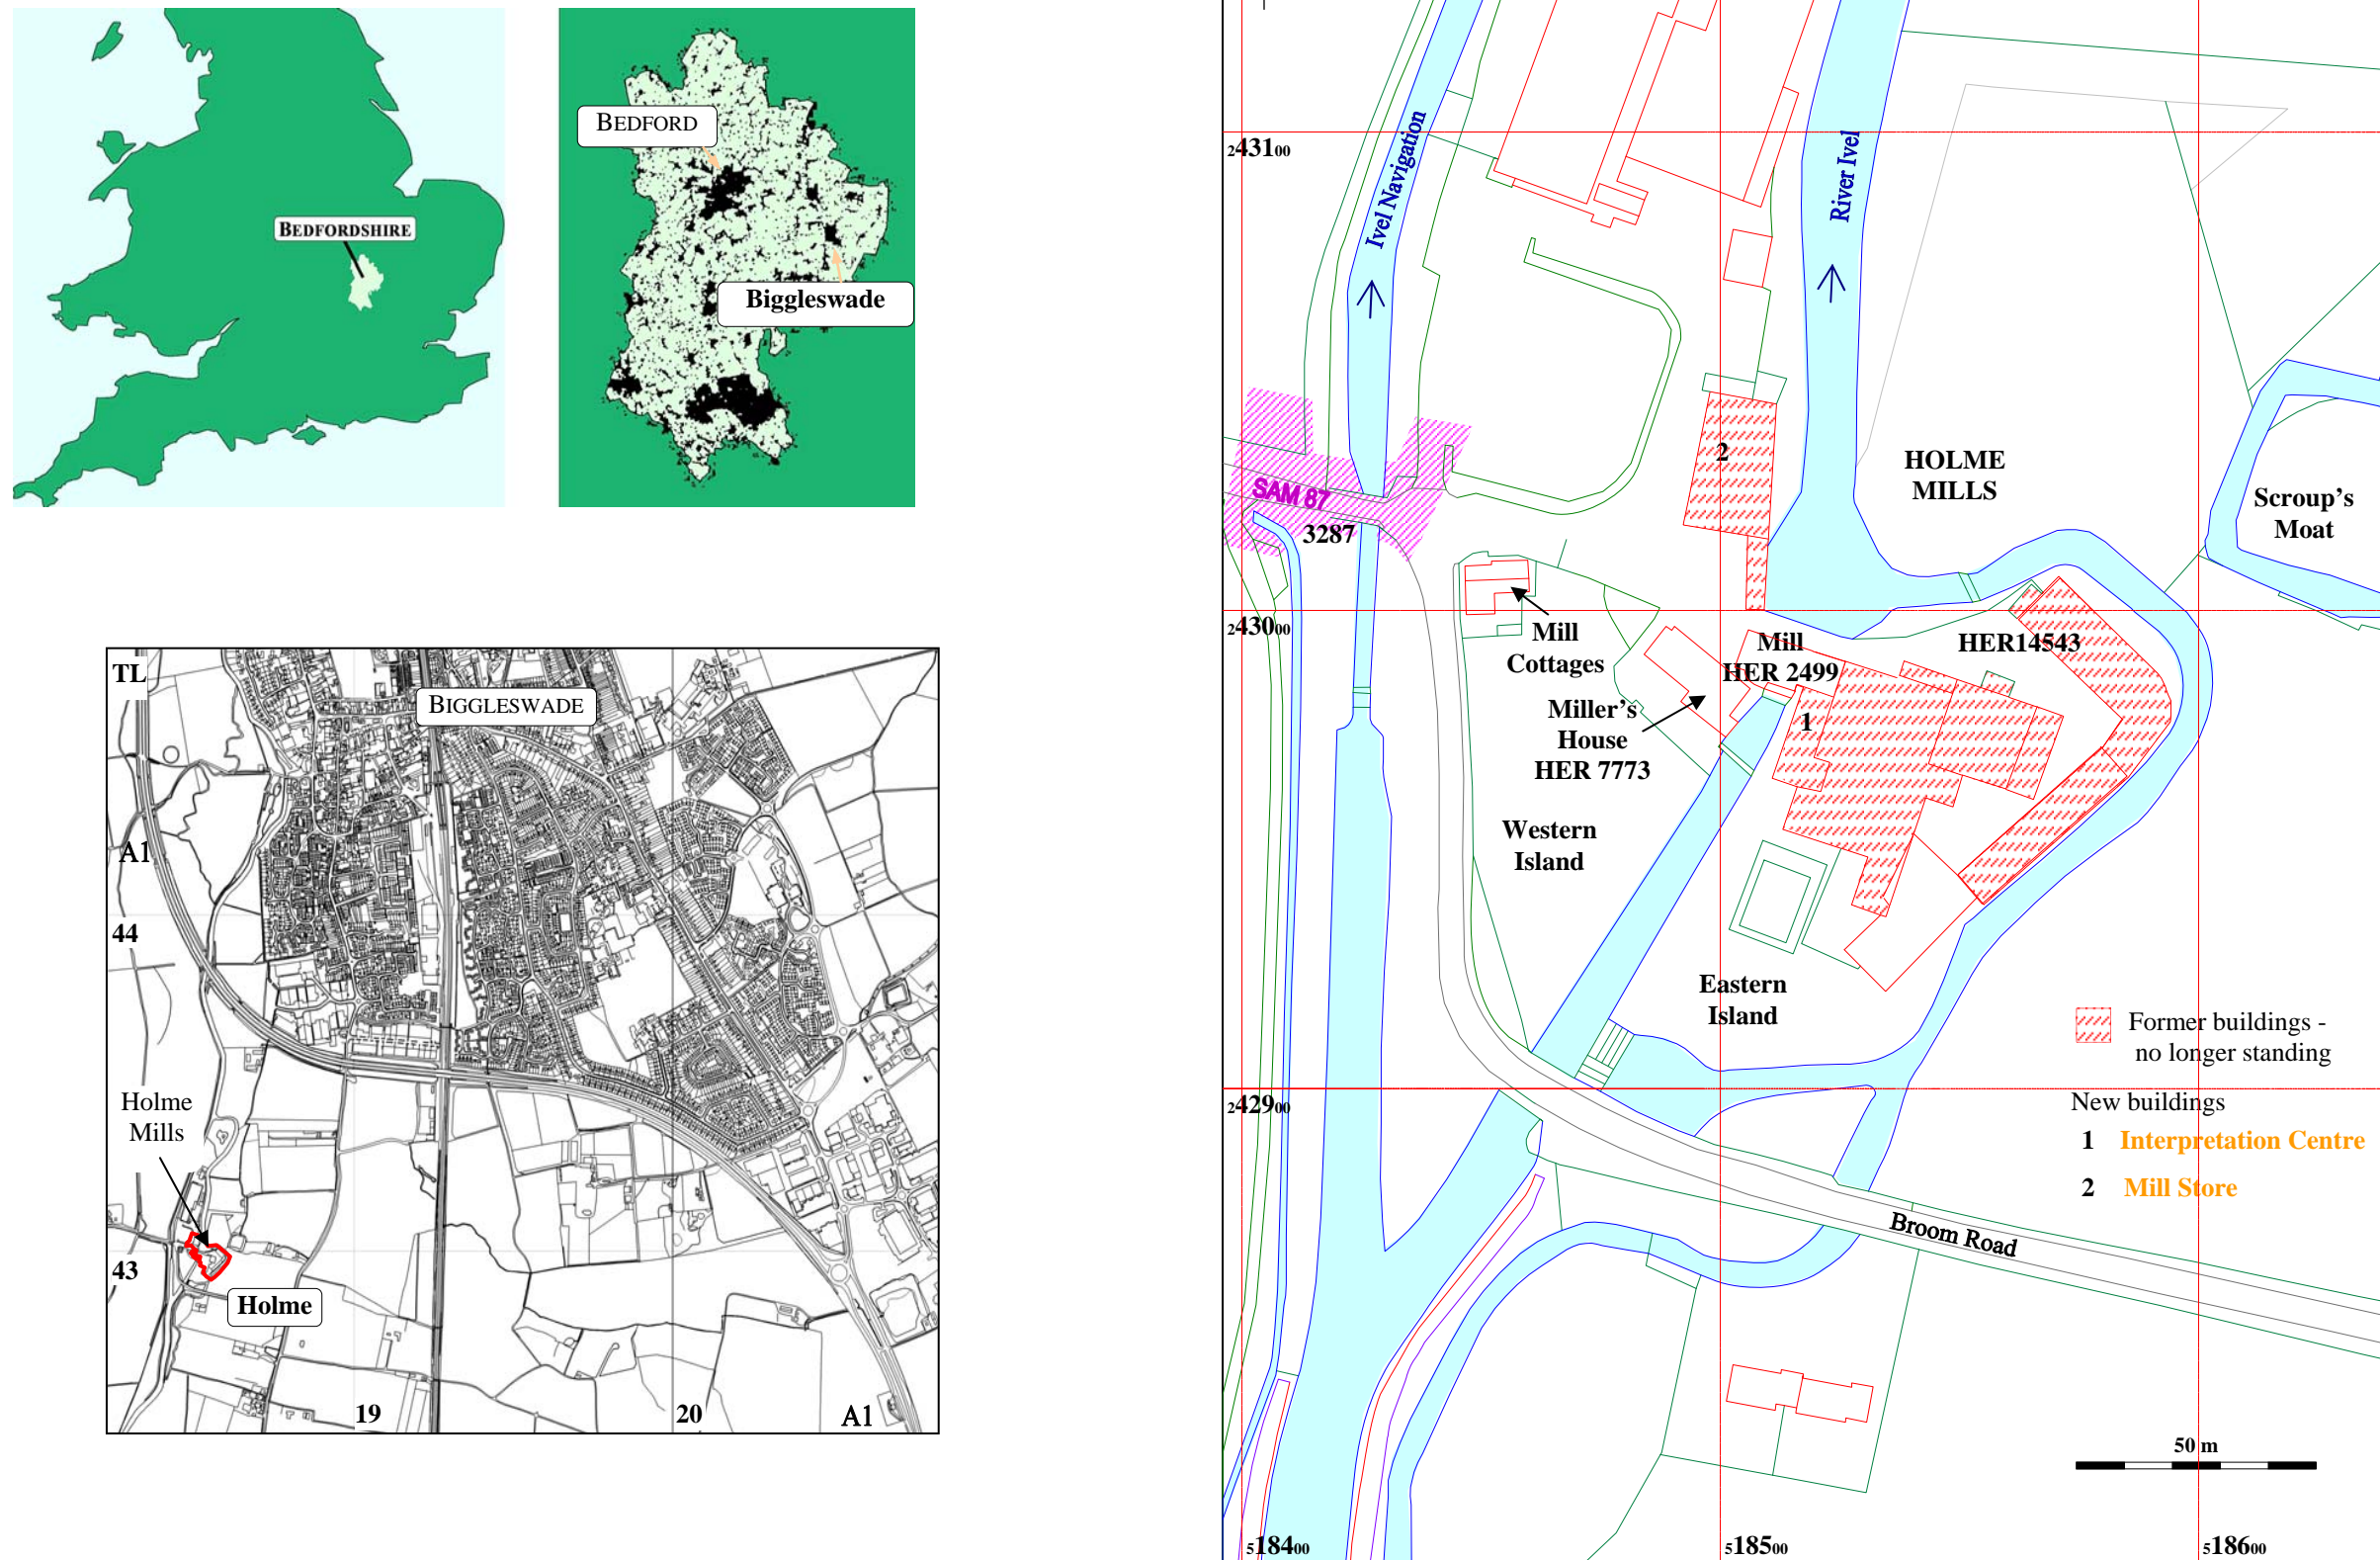 BEDFORDSHIRE
BEDFORD
Biggleswade
TL
BIGGLESWADE
A1
44
Holme
Mills
43
Holme
19
20
A1
Ivel Navigation
River Ivel
243100
2
HOLME
MILLS
Scroup's
Moat
SAM 87
3287
243000
Mill
Cottages
Mill
HER 2499
HER14543
Miller's
House
HER 7773
1
Western
Island
Eastern
Island
Former buildings -
no longer standing
242900
New buildings
1 Interpretation Centre
2 Mill Store
Broom Road
50 m
518400
518500
518600